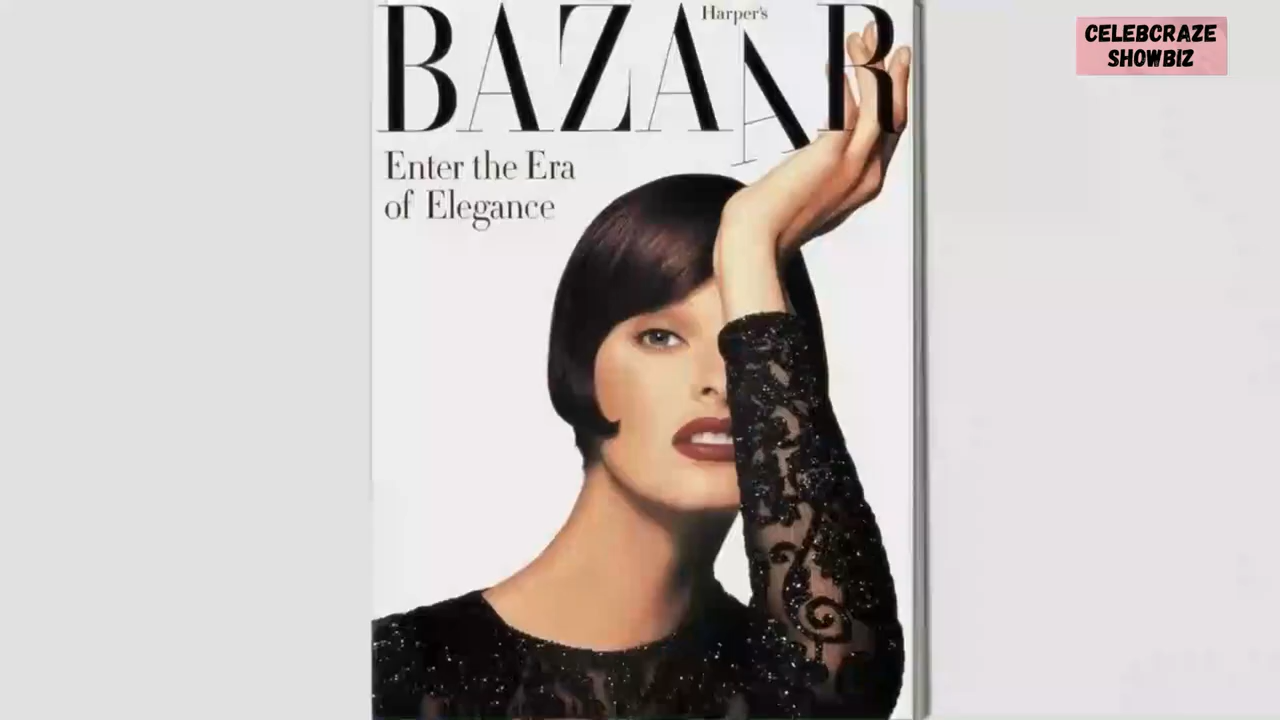 Harper's
BAZAAR
Enter the Era
of Elegance
CELEBCRAZE
SHOWBIZ